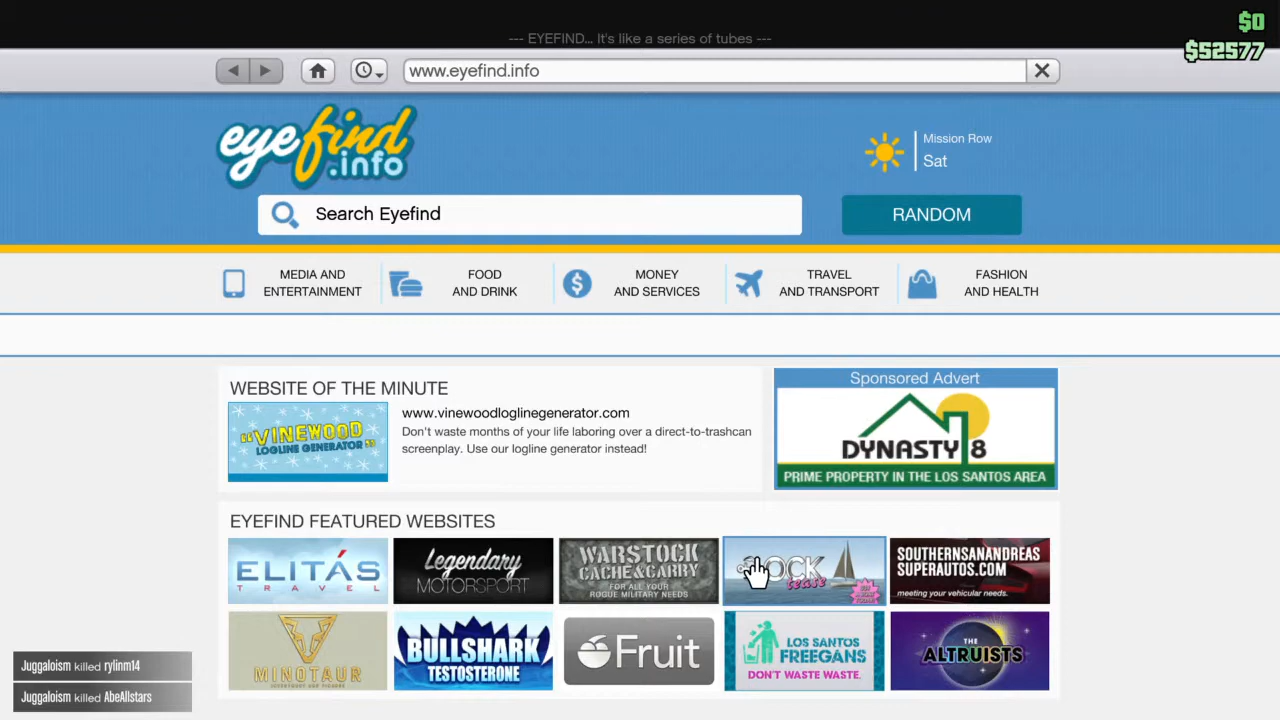 $0
--- EYEFIND... It's like a series of tubes ---
$52577
www.eyefind.info
eyefind
.info
Mission Row
Sat
Search Eyefind
RANDOM
MEDIA AND
ENTERTAINMENT
FOOD
AND DRINK
MONEY
AND SERVICES
TRAVEL
AND TRANSPORT
FASHION
AND HEALTH
WEBSITE OF THE MINUTE
"VINEWOOD
LOGLINE GENERATOR"
www.vinewoodloglinegenerator.com
Don't waste months of your life laboring over a direct-to-trashcan
screenplay. Use our logline generator instead!
Sponsored Advert
DYNASTY 8
PRIME PROPERTY IN THE LOS SANTOS AREA
EYEFIND FEATURED WEBSITES
ELITÁS
TRAVEL
Legendary
MOTORSPORT
WARSTOCK
CACHE & CARRY
FOR ALL YOUR
ROGUE MILITARY NEEDS
tease
SOUTHERNSANANDREAS
SUPERAUTOS.COM
meeting your vehicular needs.
MINOTAUR
BULLSHARK
TESTOSTERONE
Fruit
LOS SANTOS
FREEGANS
DON'T WASTE WASTE.
THE
ALTRUISTS
Juggaloism killed rylinm14
Juggaloism killed AbeAllstars